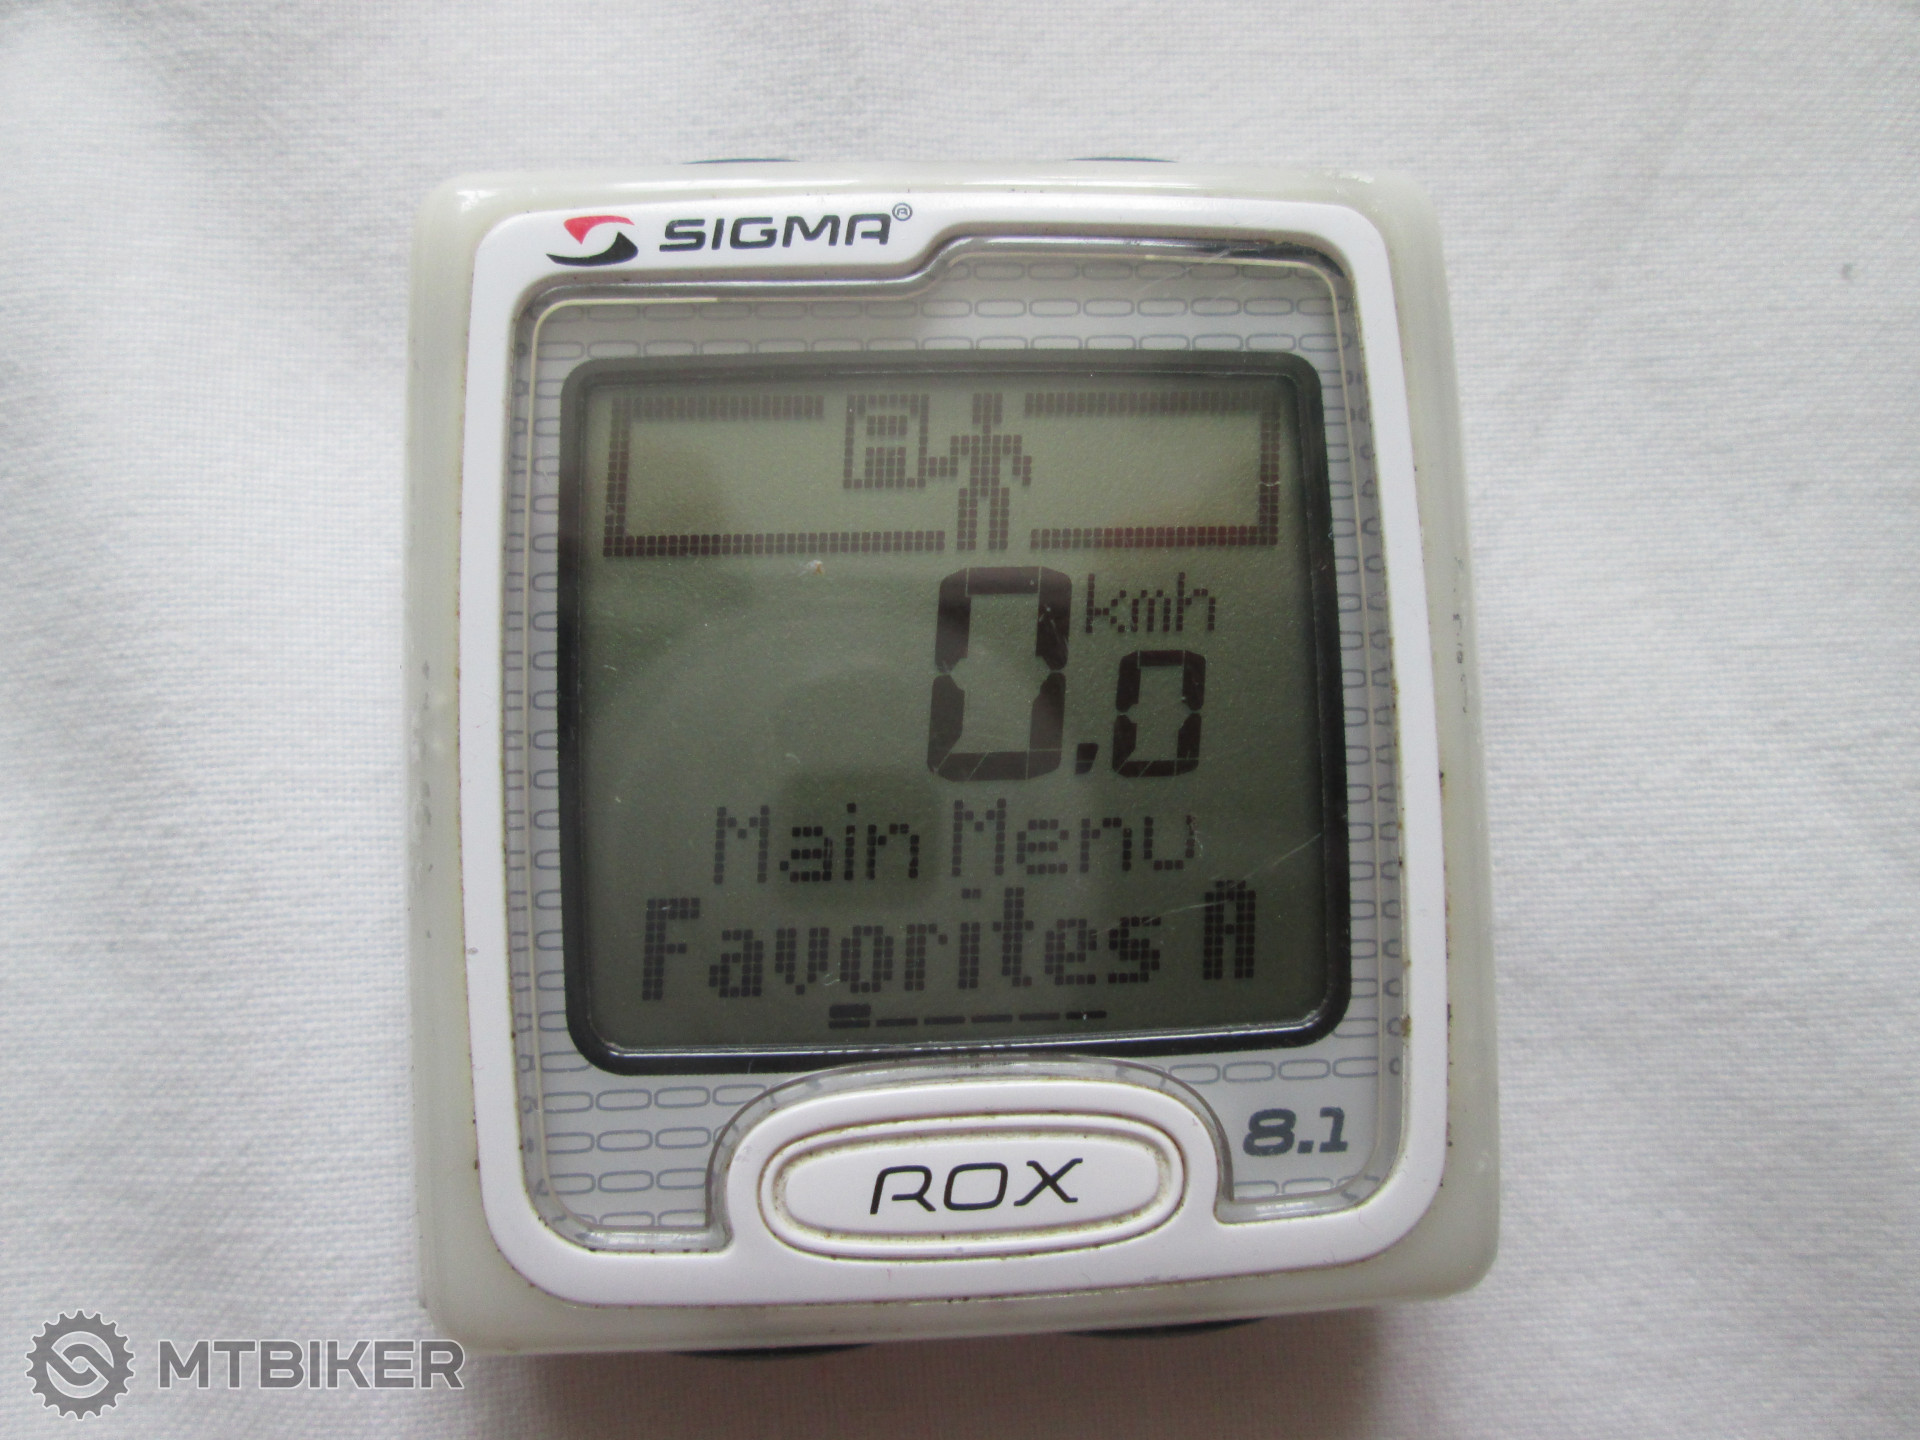 SIGMA®
kmh
0,0
Main Menu
Favorites A
ROX
8.1
MTBIKER